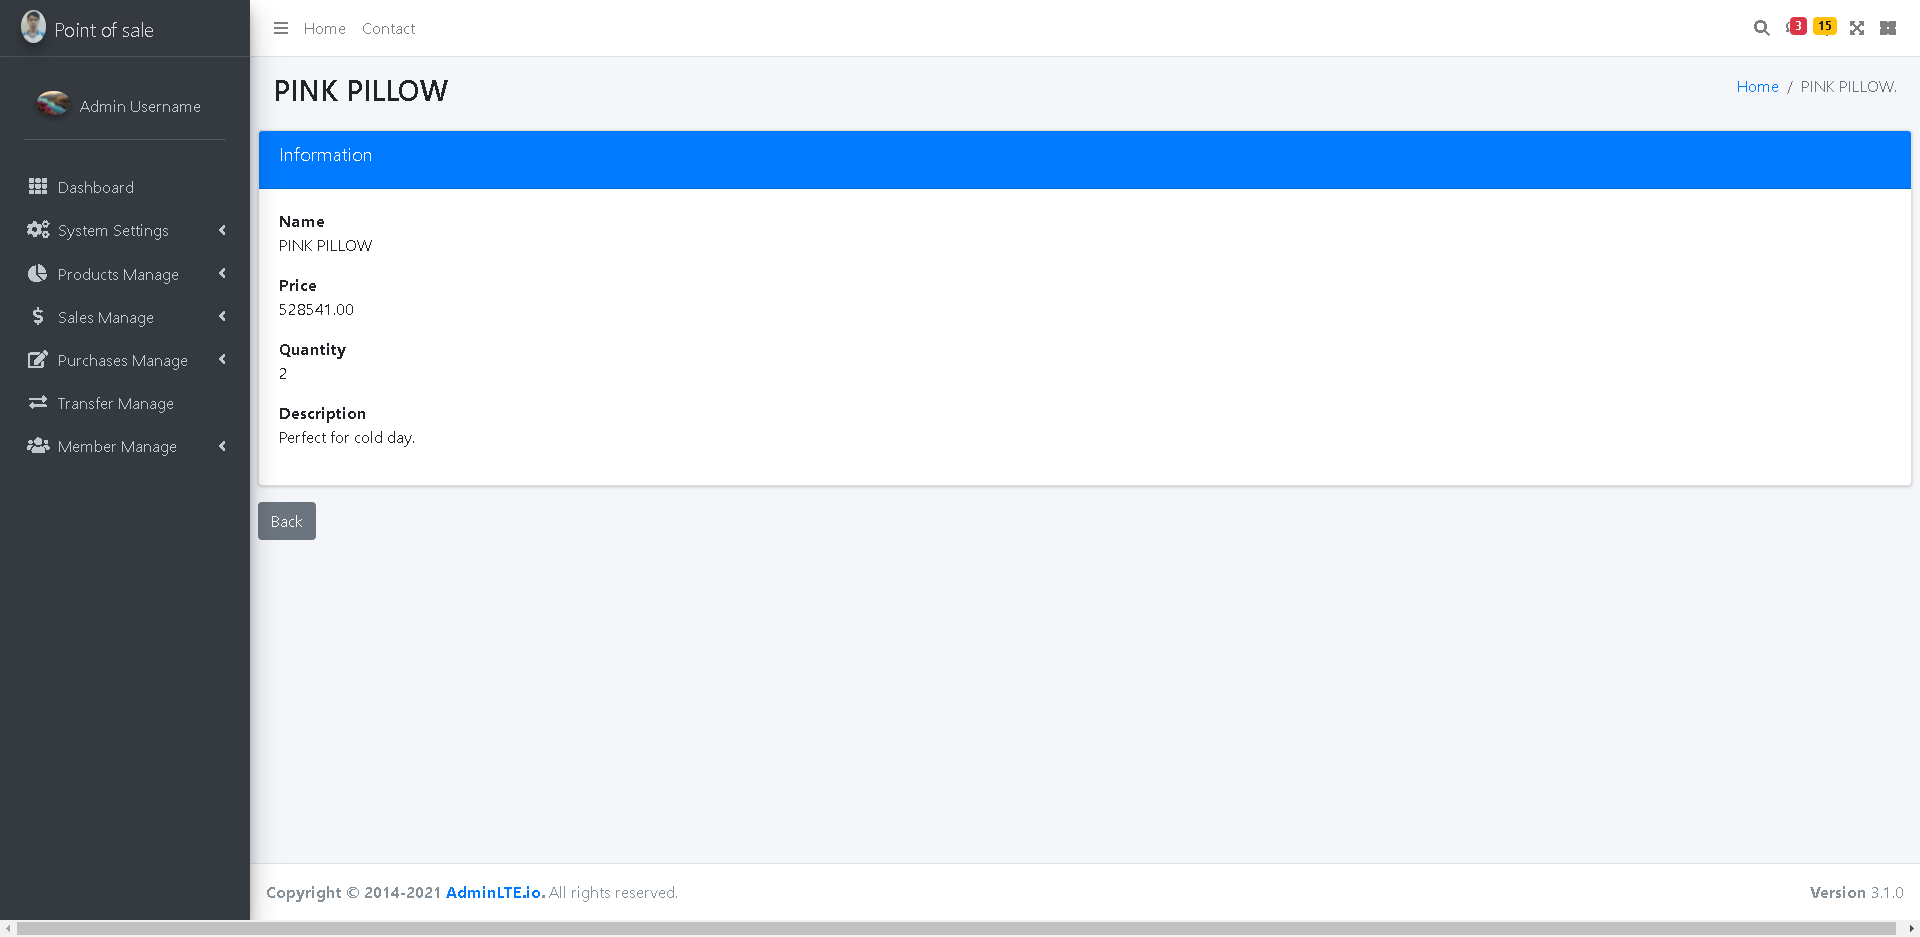 Point of sale
Home Contact
3 15
Admin Username
Dashboard
System Settings
Products Manage
Sales Manage
Purchases Manage
Transfer Manage
Member Manage
PINK PILLOW
Home / PINK PILLOW.
Information
Name
PINK PILLOW
Price
528541.00
Quantity
2
Description
Perfect for cold day.
Back
Copyright © 2014-2021 AdminLTE.io. All rights reserved.
Version 3.1.0